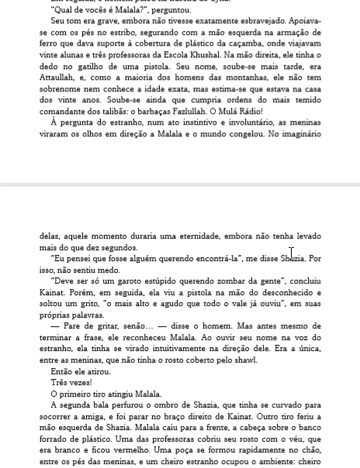 "Qual de vocês é Malala?", perguntou.
Seu tom era grave, embora não tivesse exatamente esbravejado. Apoiava-
se com os pés no estribo, segurando com a mão esquerda na armação de
ferro que dava suporte à cobertura de plástico da caçamba, onde viajavam
vinte alunas e três professoras da Escola Khushal. Na mão direita, ele tinha o
dedo no gatilho de uma pistola. Seu nome, soube-se mais tarde, era
Attaullah, e, como a maioria dos homens das montanhas, ele não tem
sobrenome nem conhece a idade exata, mas estima-se que estava na casa
dos vinte anos. Soube-se ainda que cumpria ordens do mais temido
comandante dos talibãs: o barbaças Fazlullah. O Mulá Rádio!
À pergunta do estranho, num ato instintivo e involuntário, as meninas
viraram os olhos em direção a Malala e o mundo congelou. No imaginário
delas, aquele momento duraria uma eternidade, embora não tenha levado
mais do que dez segundos.
"Eu pensei que fosse alguém querendo encontrá-la", me disse Shazia. Por
isso, não sentiu medo.
"Deve ser só um garoto estúpido querendo zombar da gente", concluiu
Kainat. Porém, em seguida, ela viu a pistola na mão do desconhecido e
soltou um grito, "o mais alto e agudo que todo o vale já ouviu", em suas
próprias palavras.
— Pare de gritar, senão... — disse o homem. Mas antes mesmo de
terminar a frase, ele reconheceu Malala. Ao ouvir seu nome na voz do
estranho, ela tinha se virado intuitivamente na direção dele. Era a única,
entre as meninas, que não tinha o rosto coberto pelo shawl.
Então ele atirou.
Três vezes!
O primeiro tiro atingiu Malala.
A segunda bala perfurou o ombro de Shazia, que tinha se curvado para
socorrer a amiga, e foi parar no braço direito de Kainat. Outro tiro feriu a
mão esquerda de Shazia. Malala caiu para a frente, a cabeça sobre o banco
forrado de plástico. Uma das professoras cobriu seu rosto com o véu, que
era branco e ficou vermelho. Uma poça se formou rapidamente no chão,
entre os pés das meninas, e um cheiro estranho ocupou o ambiente: cheiro